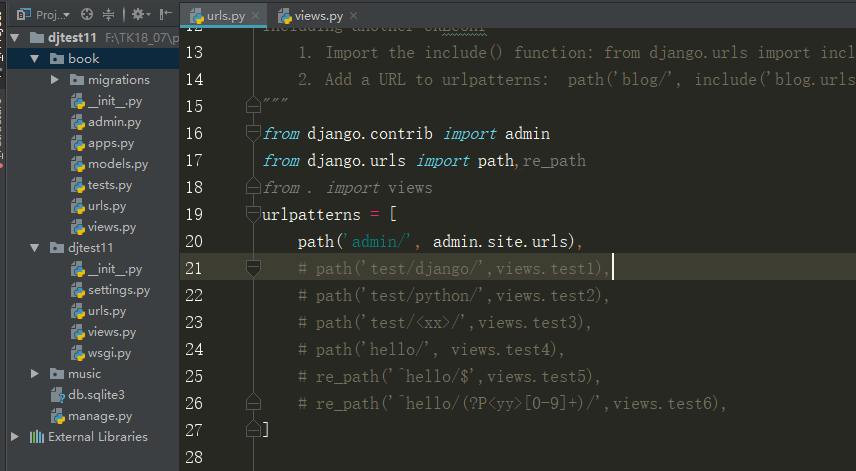 Proj...
urls.py
views.py
djtest11 F:\TK18_07\p
book
migrations
__init__.py
admin.py
apps.py
models.py
tests.py
urls.py
views.py
djtest11
__init__.py
settings.py
urls.py
views.py
wsgi.py
music
db.sqlite3
manage.py
External Libraries
12 Including another URLconf
13 1. Import the include() function: from django.urls import incl
14 2. Add a URL to urlpatterns:  path('blog/', include('blog.urls
15 """
16 from django.contrib import admin
17 from django.urls import path,re_path
18 from . import views
19 urlpatterns = [
20 path('admin/', admin.site.urls),
21 # path('test/django/',views.test1),
22 # path('test/python/',views.test2),
23 # path('test/<xx>/',views.test3),
24 # path('hello/', views.test4),
25 # re_path('^hello/$',views.test5),
26 # re_path('^hello/(?P<yy>[0-9]+)/',views.test6),
27 ]
28